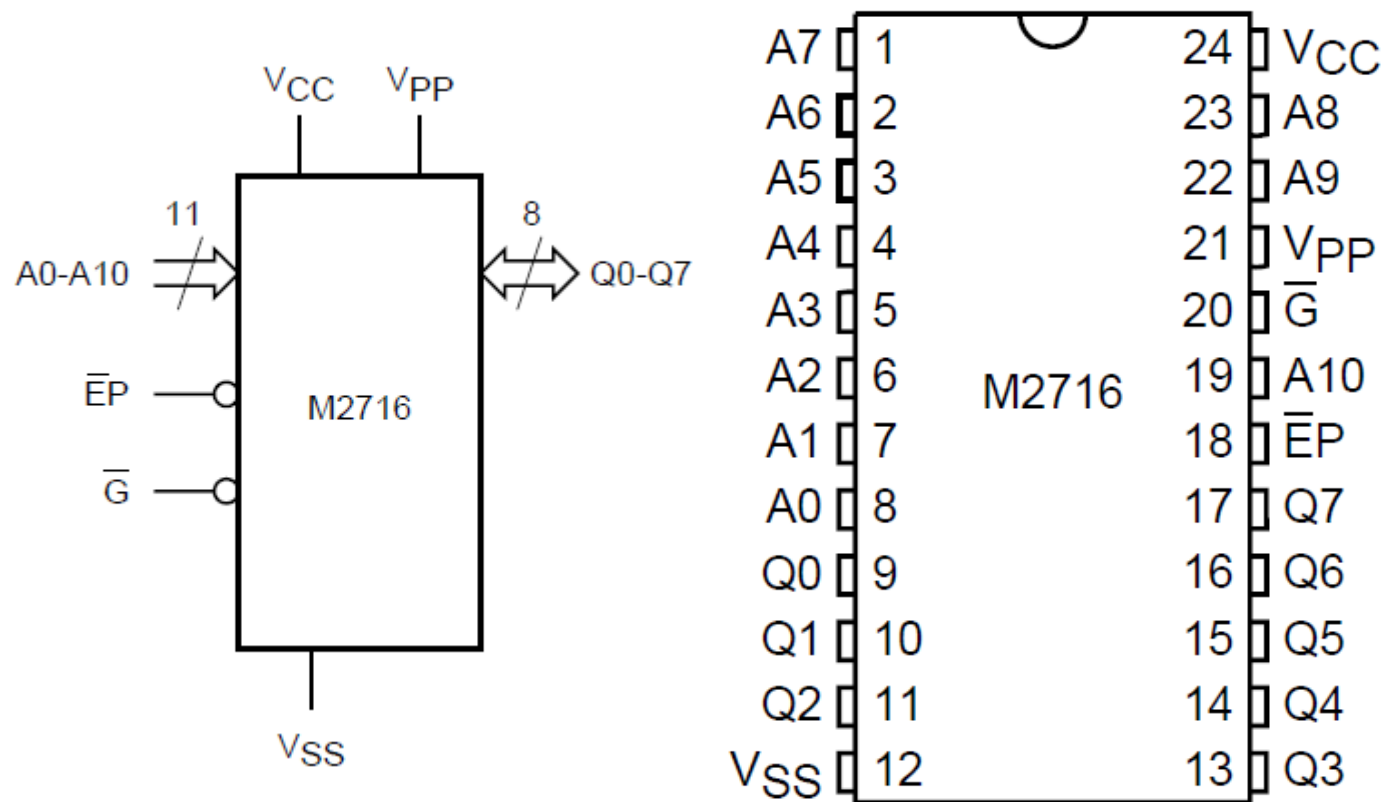 VCC VPP
11 8
A0-A10 Q0-Q7
E̅P
M2716
G̅
VSS
A7 1 24 VCC
A6 2 23 A8
A5 3 22 A9
A4 4 21 VPP
A3 5 20 G̅
A2 6 19 A10
M2716
A1 7 18 E̅P
A0 8 17 Q7
Q0 9 16 Q6
Q1 10 15 Q5
Q2 11 14 Q4
VSS 12 13 Q3